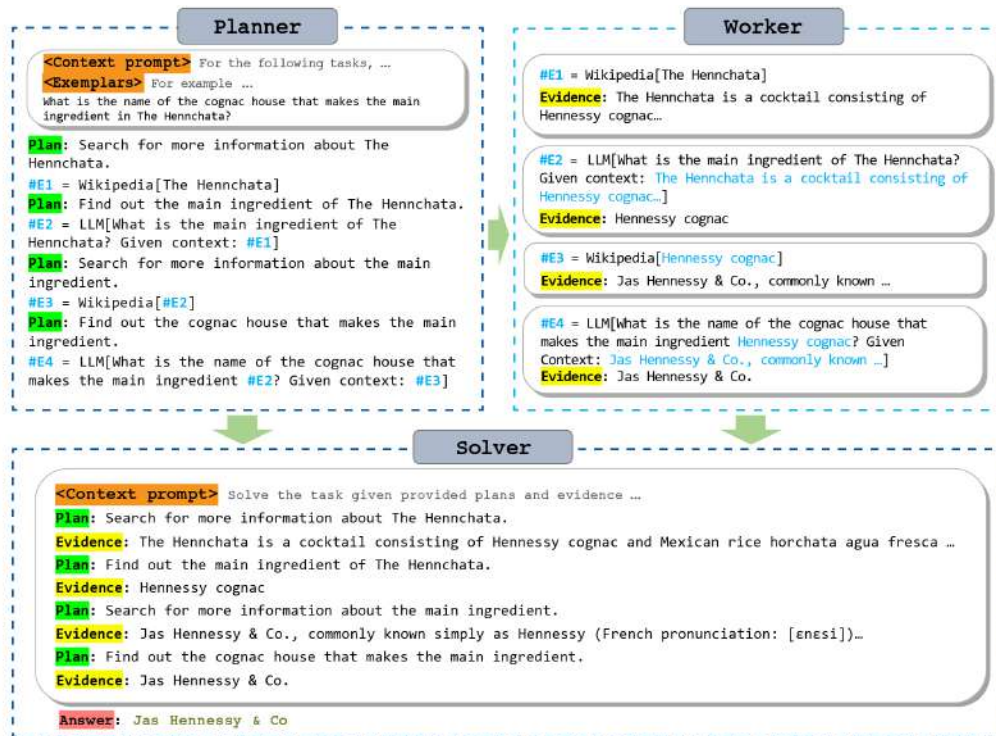 Planner
<Context prompt> For the following tasks, …
<Exemplars> For example …
What is the name of the cognac house that makes the main
ingredient in The Hennchata?
Plan: Search for more information about The
Hennchata.
#E1 = Wikipedia[The Hennchata]
Plan: Find out the main ingredient of The Hennchata.
#E2 = LLM[What is the main ingredient of The
Hennchata? Given context: #E1]
Plan: Search for more information about the main
ingredient.
#E3 = Wikipedia[#E2]
Plan: Find out the cognac house that makes the main
ingredient.
#E4 = LLM[What is the name of the cognac house that
makes the main ingredient #E2? Given context: #E3]
Worker
#E1 = Wikipedia[The Hennchata]
Evidence: The Hennchata is a cocktail consisting of
Hennessy cognac…
#E2 = LLM[What is the main ingredient of The Hennchata?
Given context: The Hennchata is a cocktail consisting of
Hennessy cognac…]
Evidence: Hennessy cognac
#E3 = Wikipedia[Hennessy cognac]
Evidence: Jas Hennessy & Co., commonly known …
#E4 = LLM[What is the name of the cognac house that
makes the main ingredient Hennessy cognac? Given
Context: Jas Hennessy & Co., commonly known …]
Evidence: Jas Hennessy & Co.
Solver
<Context prompt> Solve the task given provided plans and evidence …
Plan: Search for more information about The Hennchata.
Evidence: The Hennchata is a cocktail consisting of Hennessy cognac and Mexican rice horchata agua fresca …
Plan: Find out the main ingredient of The Hennchata.
Evidence: Hennessy cognac
Plan: Search for more information about the main ingredient.
Evidence: Jas Hennessy & Co., commonly known simply as Hennessy (French pronunciation: [ɛnɛsi])…
Plan: Find out the cognac house that makes the main ingredient.
Evidence: Jas Hennessy & Co.
Answer: Jas Hennessy & Co